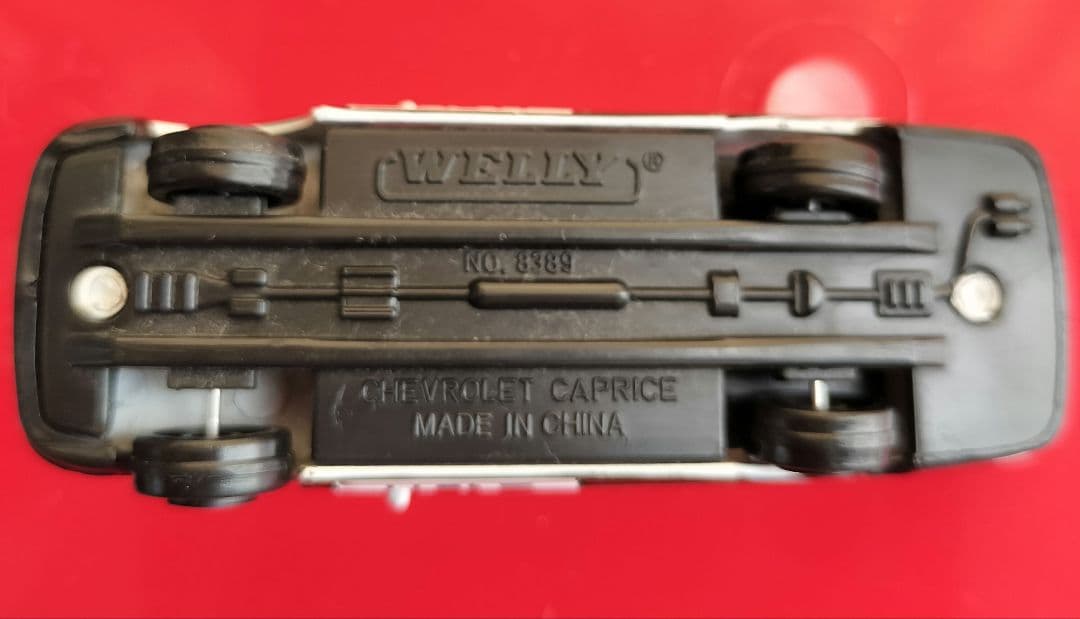 WELLY®
NO. 8389
CHEVROLET CAPRICE
MADE IN CHINA